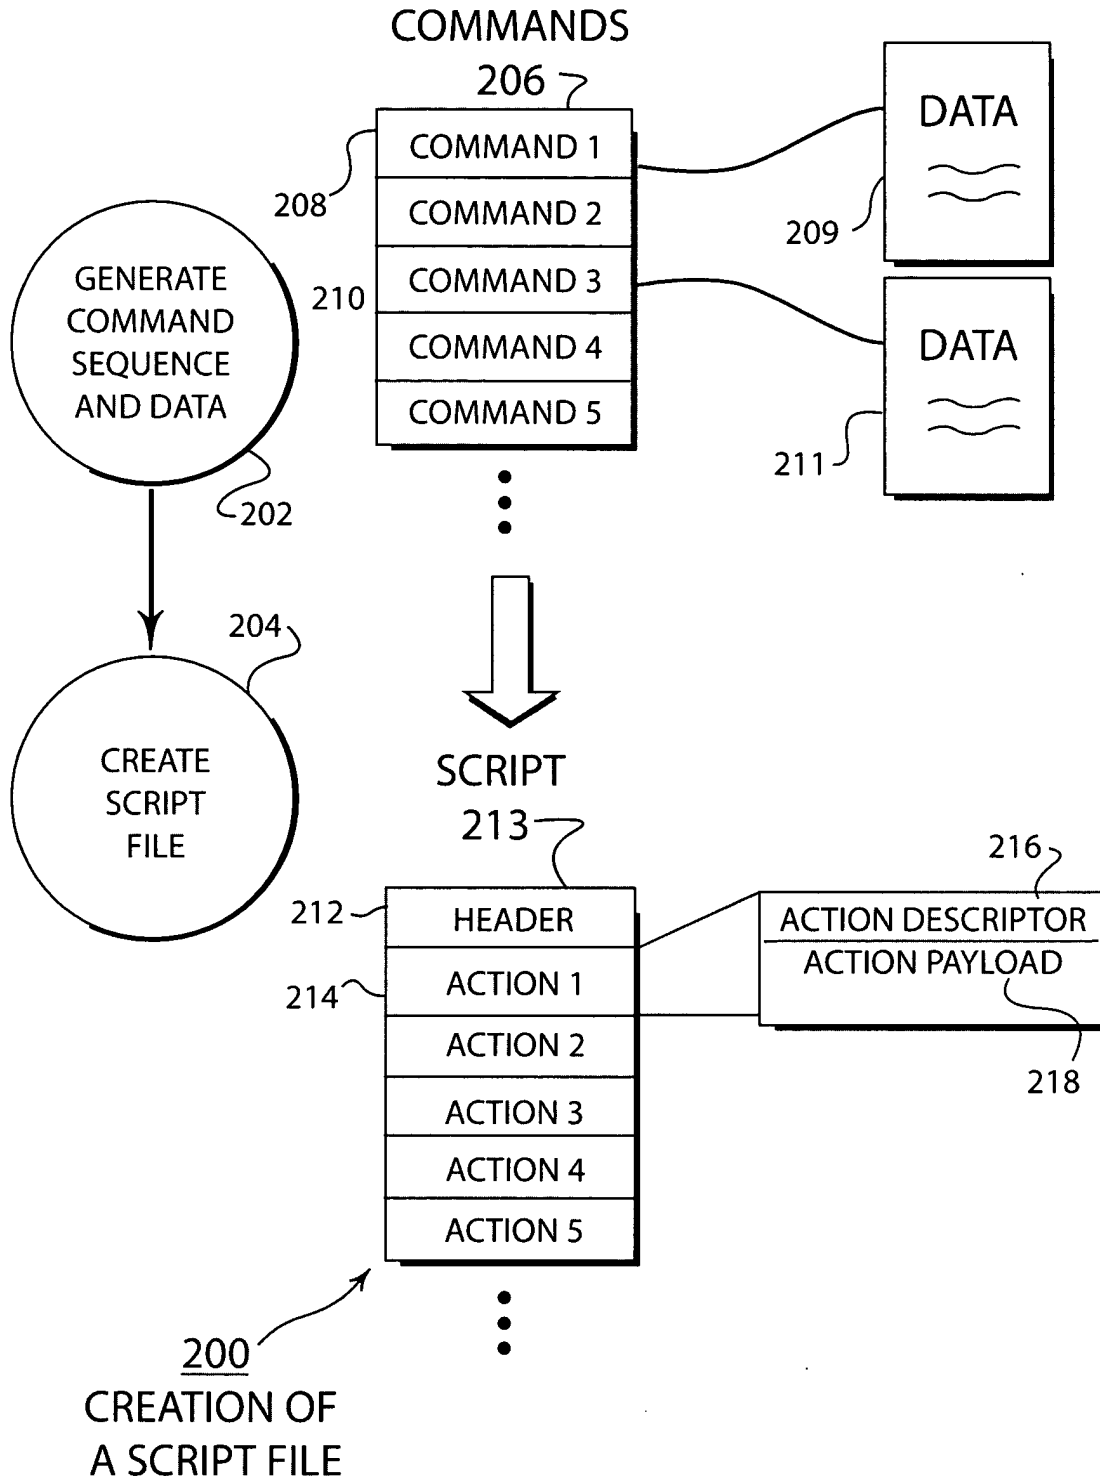 COMMANDS
206
COMMAND 1
COMMAND 2
COMMAND 3
COMMAND 4
COMMAND 5
208
210
DATA
209
DATA
211
GENERATE
COMMAND
SEQUENCE
AND DATA
202
204
CREATE
SCRIPT
FILE
SCRIPT
213
212
HEADER
214
ACTION 1
ACTION 2
ACTION 3
ACTION 4
ACTION 5
216
ACTION DESCRIPTOR
ACTION PAYLOAD
218
200
CREATION OF
A SCRIPT FILE